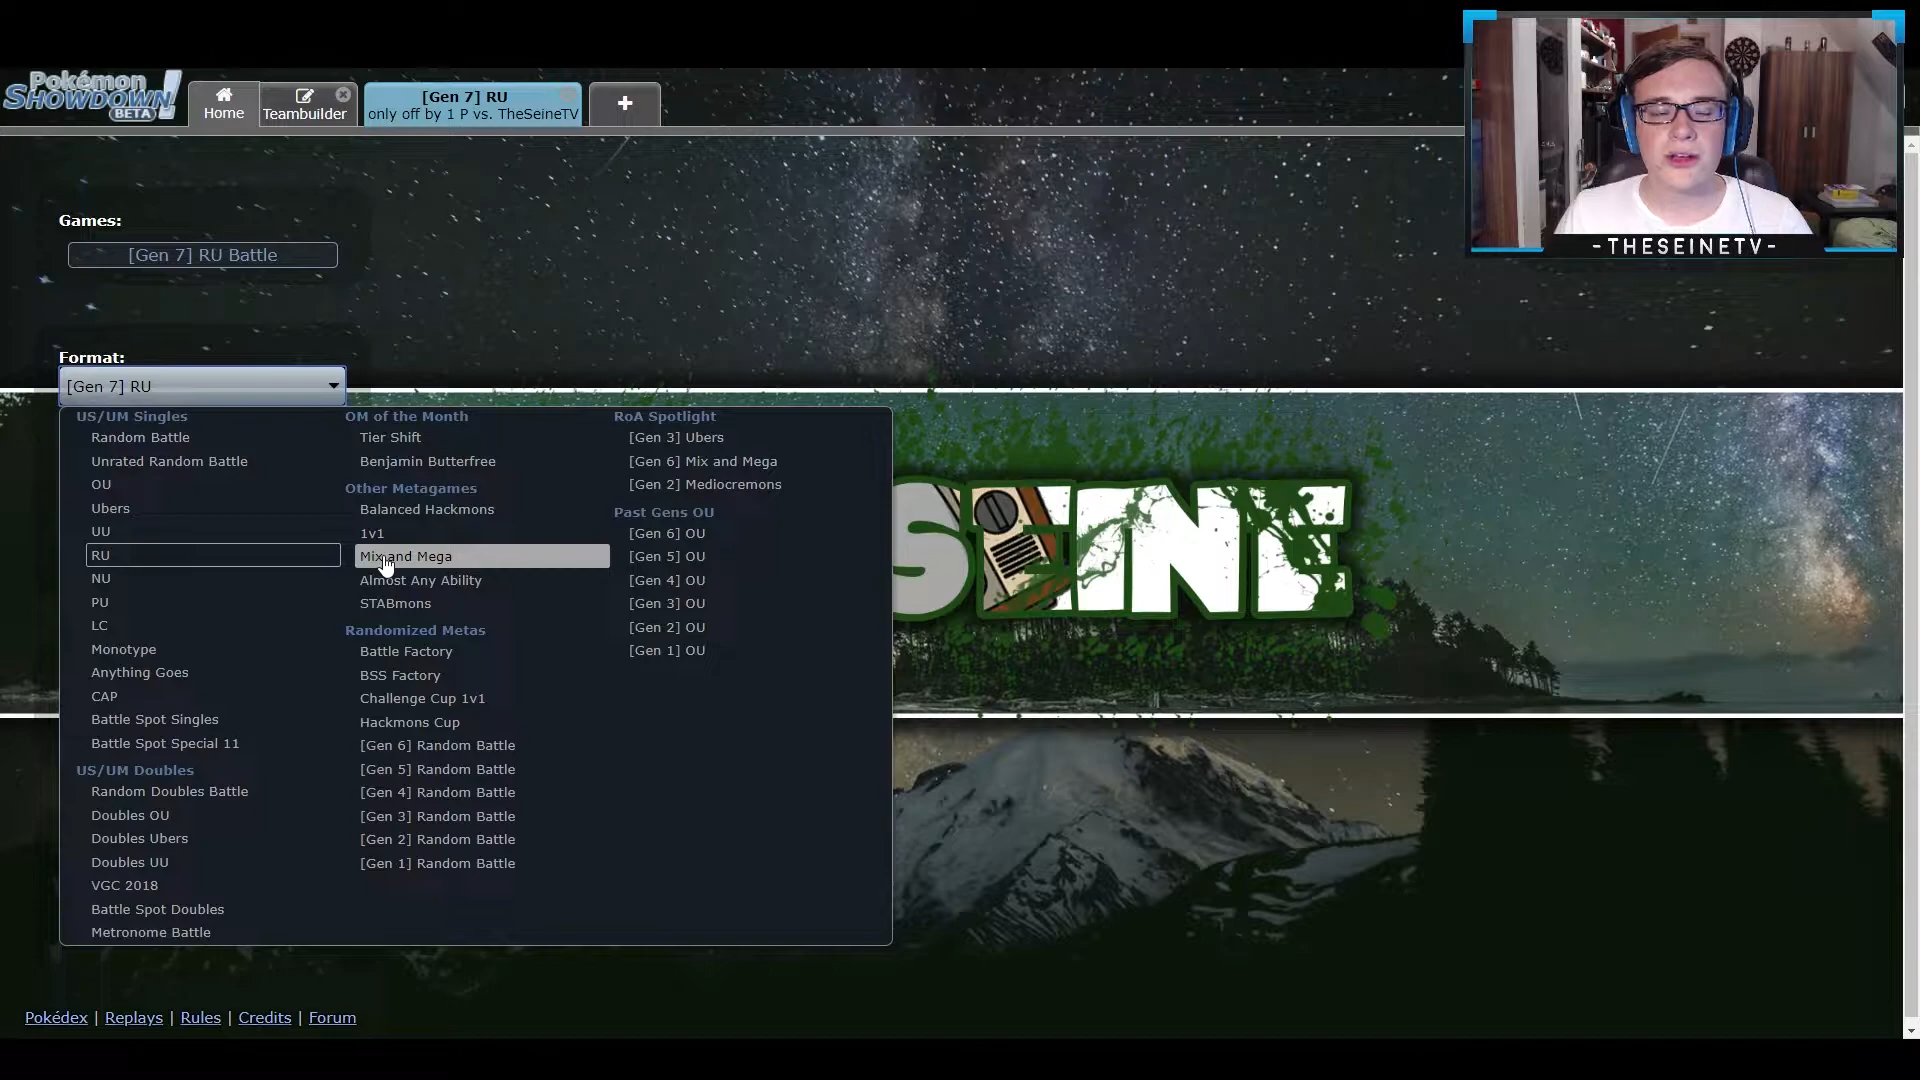 Pokémon
SHOWDOWN!
BETA
Home
Teambuilder
[Gen 7] RU
only off by 1 P vs. TheSeineTV
+
-THESEINETV-
Games:
[Gen 7] RU Battle
Format:
[Gen 7] RU
US/UM Singles
Random Battle
Unrated Random Battle
OU
Ubers
UU
RU
NU
PU
LC
Monotype
Anything Goes
CAP
Battle Spot Singles
Battle Spot Special 11
US/UM Doubles
Random Doubles Battle
Doubles OU
Doubles Ubers
Doubles UU
VGC 2018
Battle Spot Doubles
Metronome Battle
OM of the Month
Tier Shift
Benjamin Butterfree
Other Metagames
Balanced Hackmons
1v1
Mix and Mega
Almost Any Ability
STABmons
Randomized Metas
Battle Factory
BSS Factory
Challenge Cup 1v1
Hackmons Cup
[Gen 6] Random Battle
[Gen 5] Random Battle
[Gen 4] Random Battle
[Gen 3] Random Battle
[Gen 2] Random Battle
[Gen 1] Random Battle
RoA Spotlight
[Gen 3] Ubers
[Gen 6] Mix and Mega
[Gen 2] Mediocremons
Past Gens OU
[Gen 6] OU
[Gen 5] OU
[Gen 4] OU
[Gen 3] OU
[Gen 2] OU
[Gen 1] OU
SEINE
Pokédex | Replays | Rules | Credits | Forum